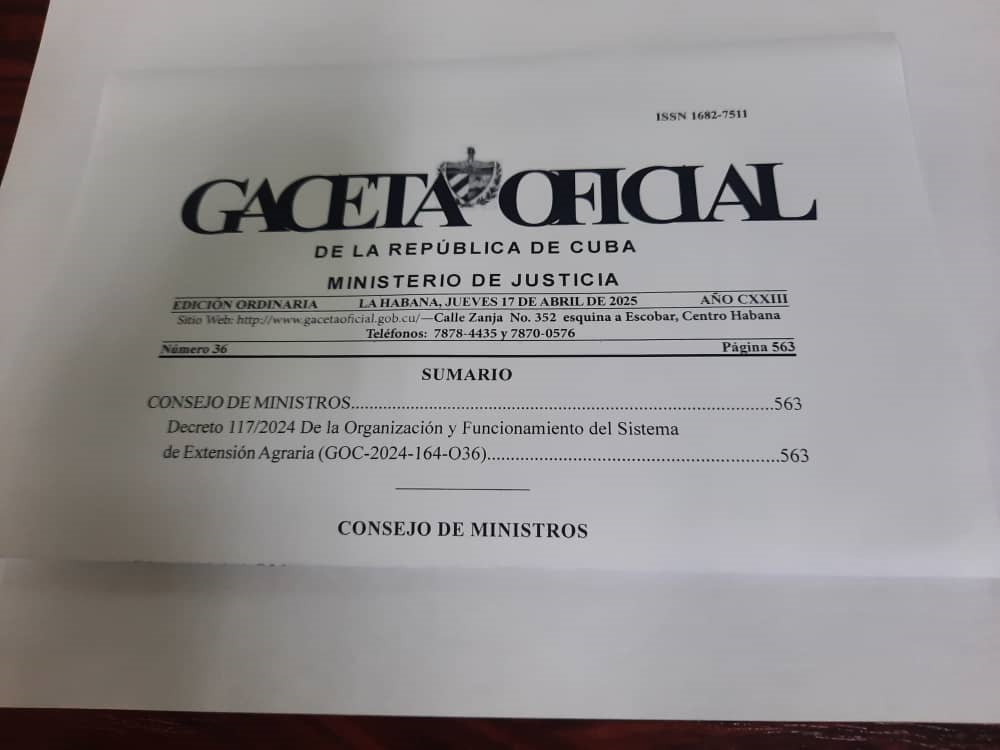 ISSN 1682-7511
GACETA OFICIAL
DE LA REPÚBLICA DE CUBA
MINISTERIO DE JUSTICIA
EDICIÓN ORDINARIA LA HABANA, JUEVES 17 DE ABRIL DE 2025 AÑO CXXIII
Sitio Web: http://www.gacetaoficial.gob.cu/—Calle Zanja No. 352 esquina a Escobar, Centro Habana
Teléfonos: 7878-4435 y 7870-0576
Número 36 Página 563
SUMARIO
CONSEJO DE MINISTROS....................................................................................563
Decreto 117/2024 De la Organización y Funcionamiento del Sistema
de Extensión Agraria (GOC-2024-164-O36)..........................................................563
CONSEJO DE MINISTROS